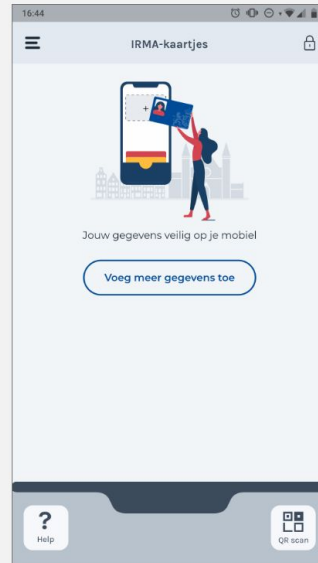 16:44
IRMA-kaartjes
Jouw gegevens veilig op je mobiel
Voeg meer gegevens toe
?
Help
QR scan